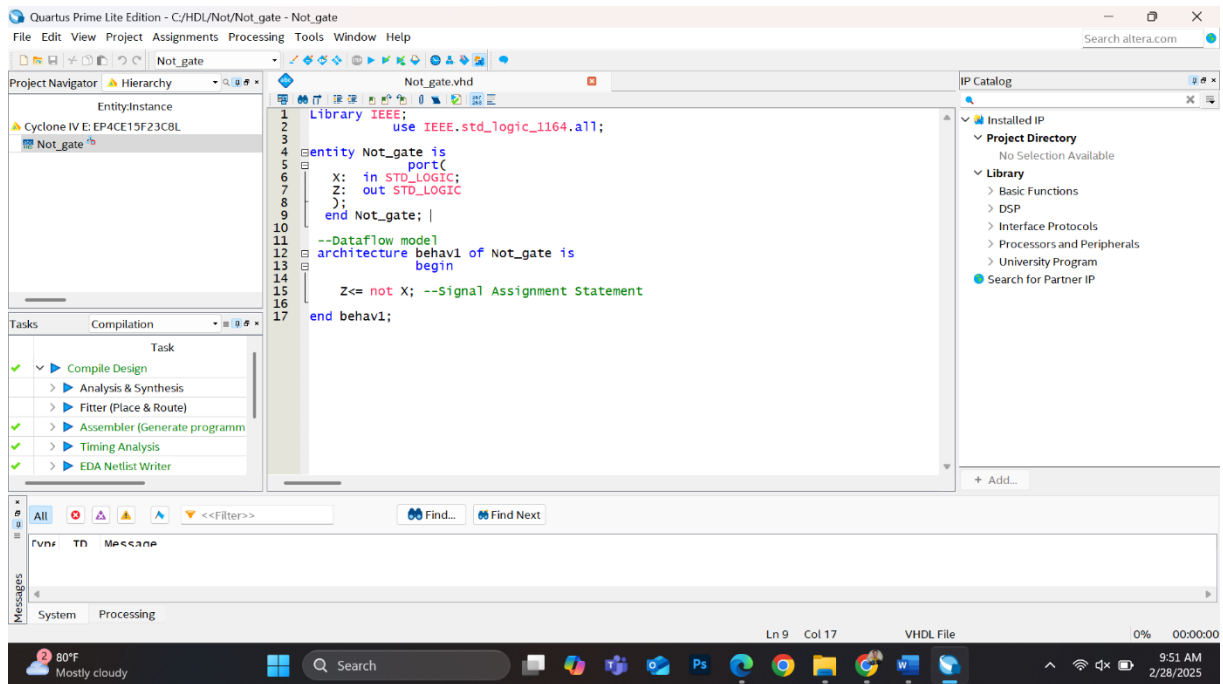 Quartus Prime Lite Edition - C:/HDL/Not/Not_gate - Not_gate
File Edit View Project Assignments Processing Tools Window Help
Search altera.com
Not_gate
Project Navigator Hierarchy
Entity:Instance
Cyclone IV E: EP4CE15F23C8L
Not_gate
Tasks Compilation
Task
Compile Design
Analysis & Synthesis
Fitter (Place & Route)
Assembler (Generate programm
Timing Analysis
EDA Netlist Writer
Not_gate.vhd
1 Library IEEE;
2 use IEEE.std_logic_1164.all;
3
4 entity Not_gate is
5 port(
6 X: in STD_LOGIC;
7 Z: out STD_LOGIC
8 );
9 end Not_gate;
10
11 --Dataflow model
12 architecture behav1 of Not_gate is
13 begin
14
15 Z<= not X; --Signal Assignment Statement
16
17 end behav1;
IP Catalog
Installed IP
Project Directory
No Selection Available
Library
Basic Functions
DSP
Interface Protocols
Processors and Peripherals
University Program
Search for Partner IP
+ Add...
All <<Filter>> Find... Find Next
Type ID Message
Messages
System Processing
Ln 9 Col 17 VHDL File 0% 00:00:00
2 80°F
Mostly cloudy
Search
9:51 AM
2/28/2025